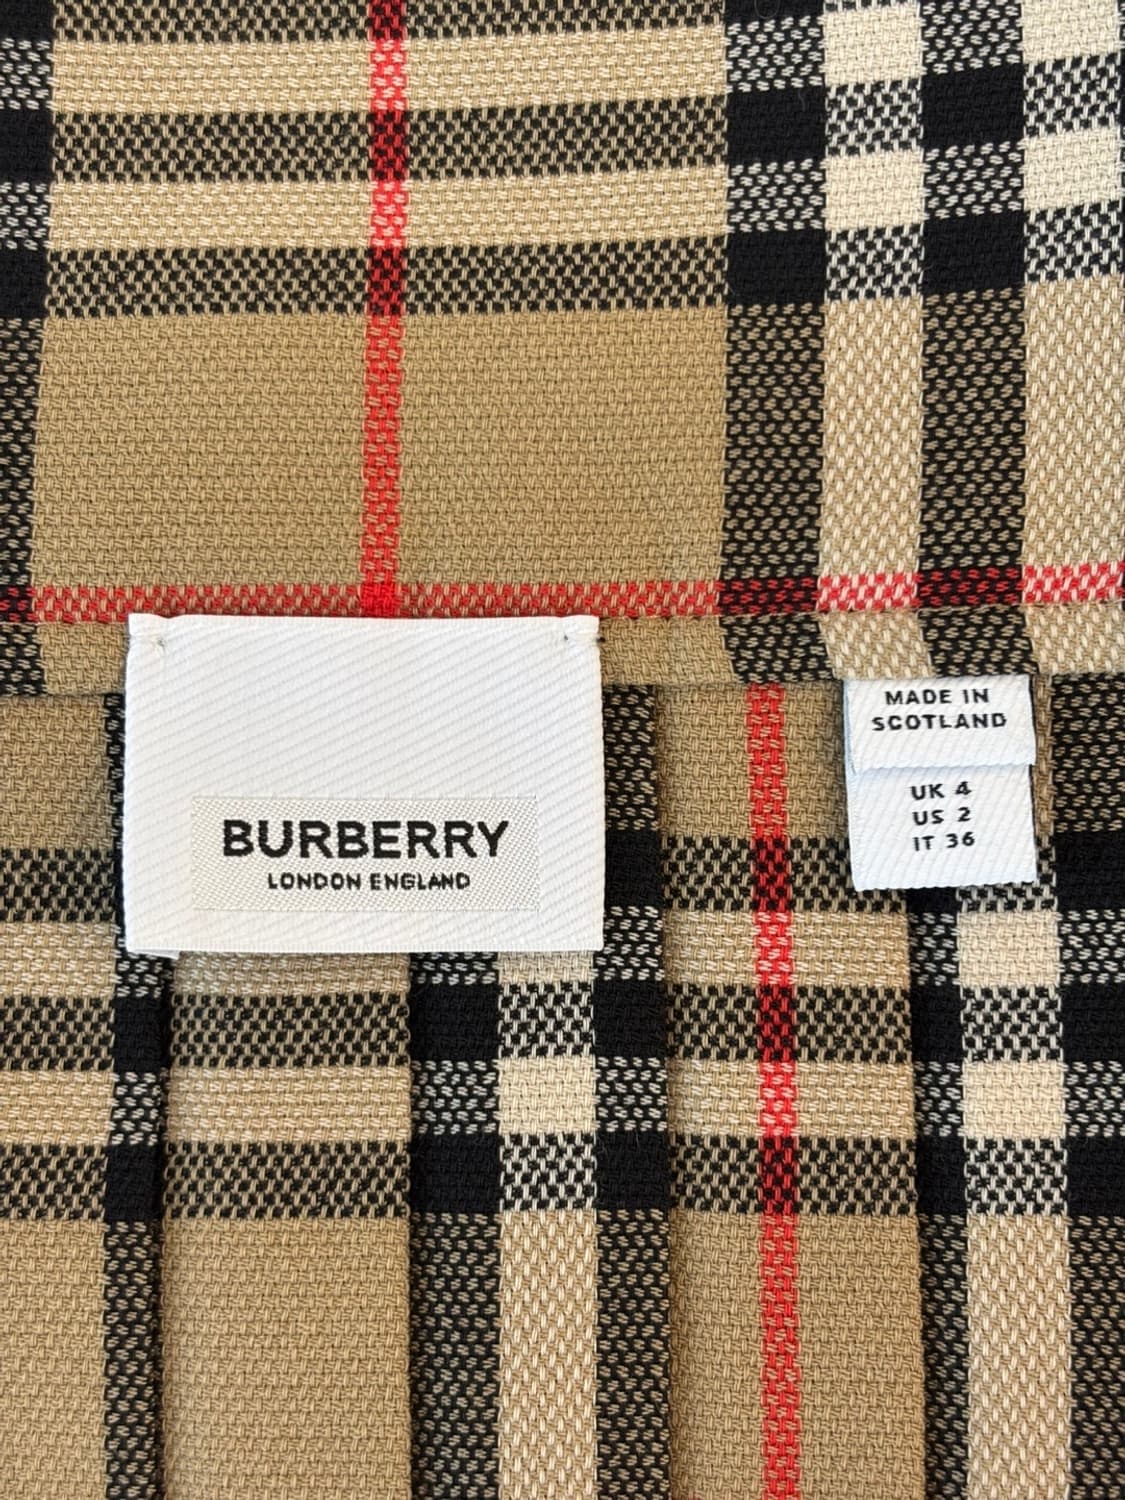 BURBERRY
LONDON ENGLAND
MADE IN
SCOTLAND
UK 4
US 2
IT 36